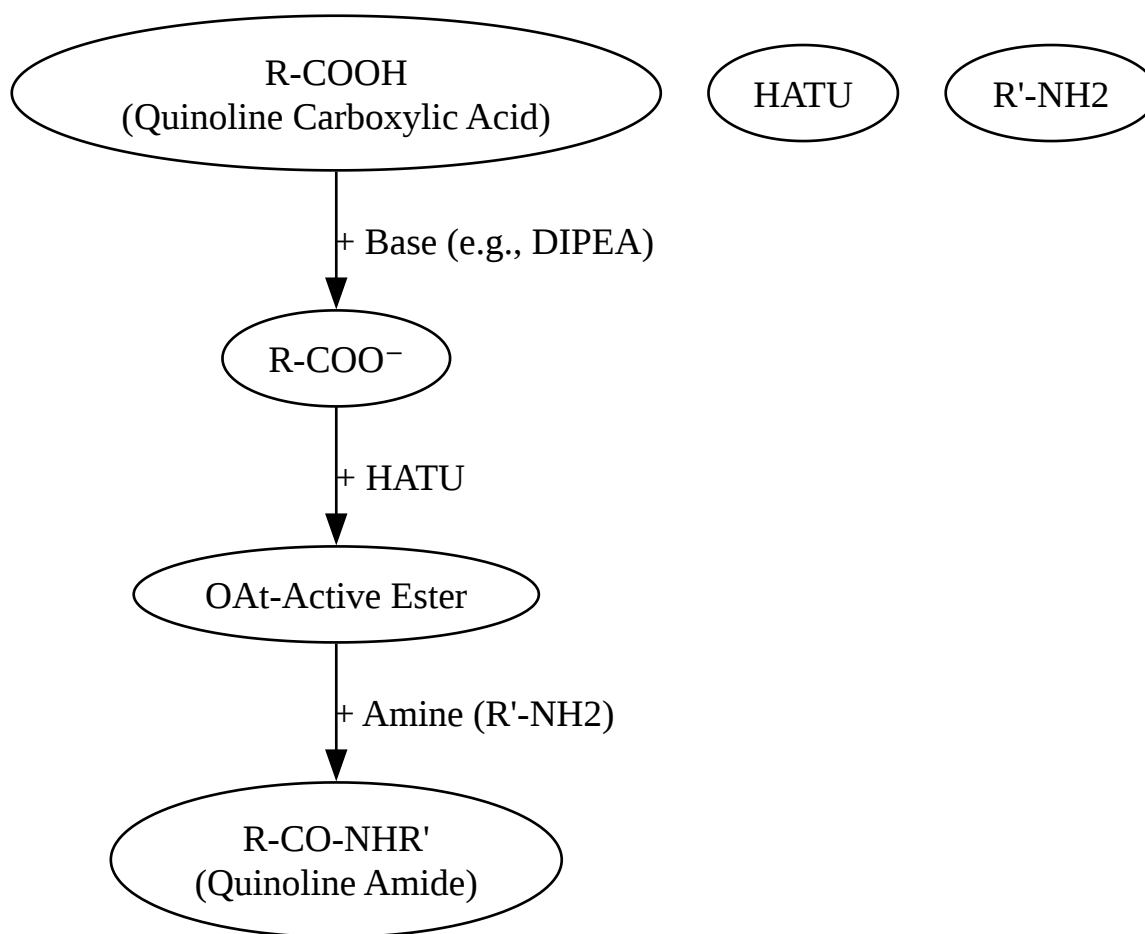 R-COOH
(Quinoline Carboxylic Acid)
HATU
R'-NH2
+ Base (e.g., DIPEA)
R-COO⁻
+ HATU
OAt-Active Ester
+ Amine (R'-NH2)
R-CO-NHR'
(Quinoline Amide)